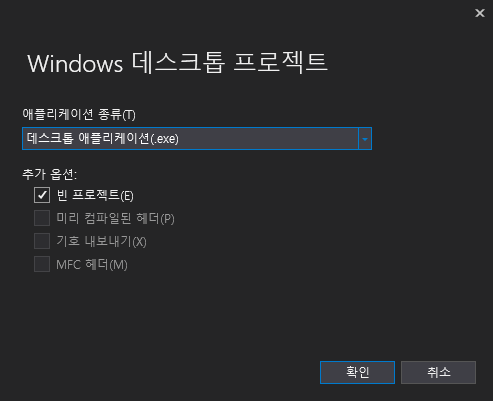 Windows 데스크톱 프로젝트
애플리케이션 종류(T)
데스크톱 애플리케이션(.exe)
추가 옵션:
빈 프로젝트(E)
미리 컴파일된 헤더(P)
기호 내보내기(X)
MFC 헤더(M)
확인 취소